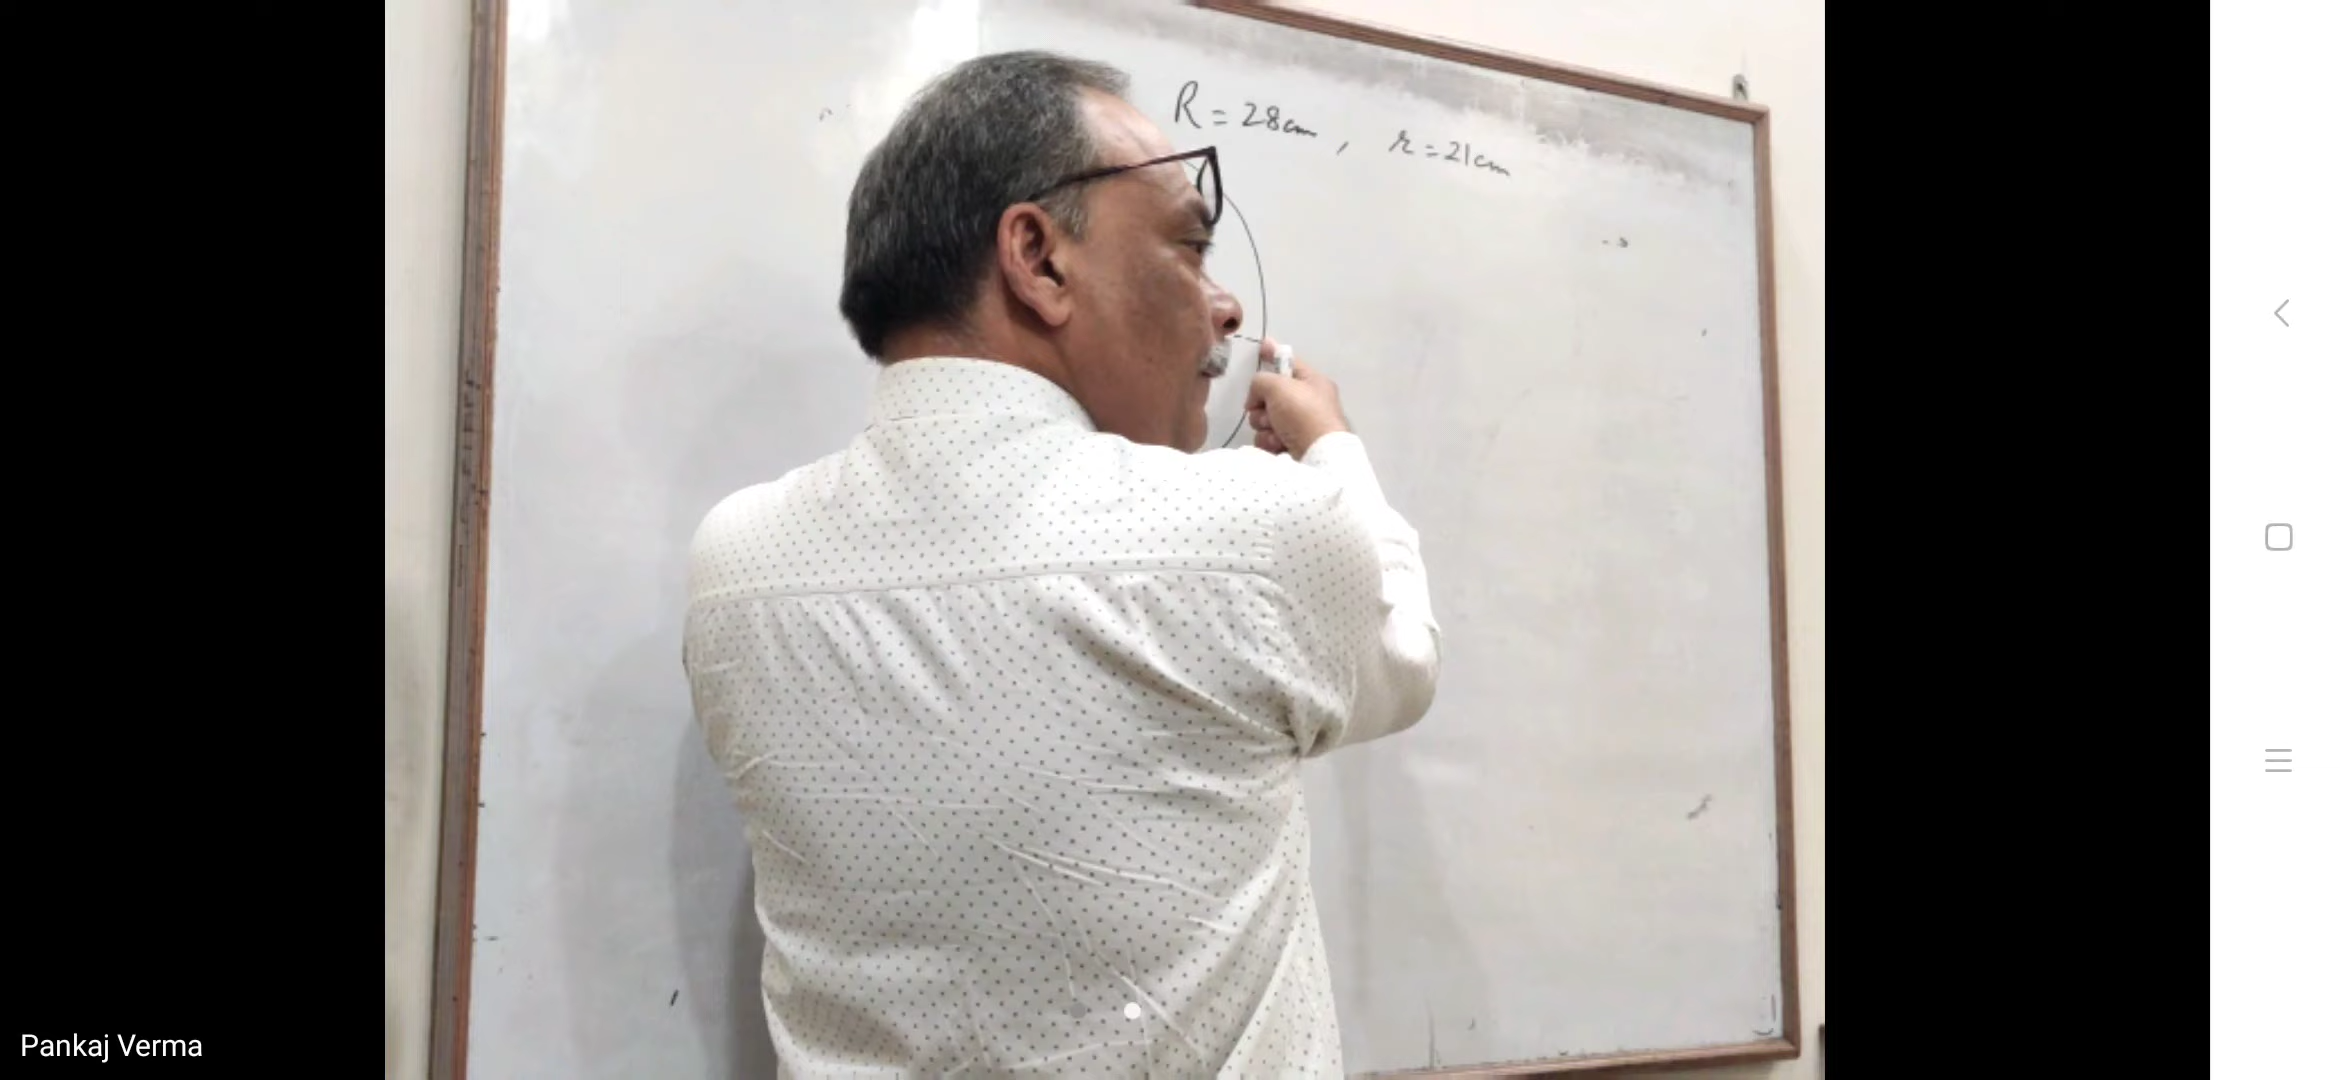 R = 28cm , r = 21cm
Pankaj Verma